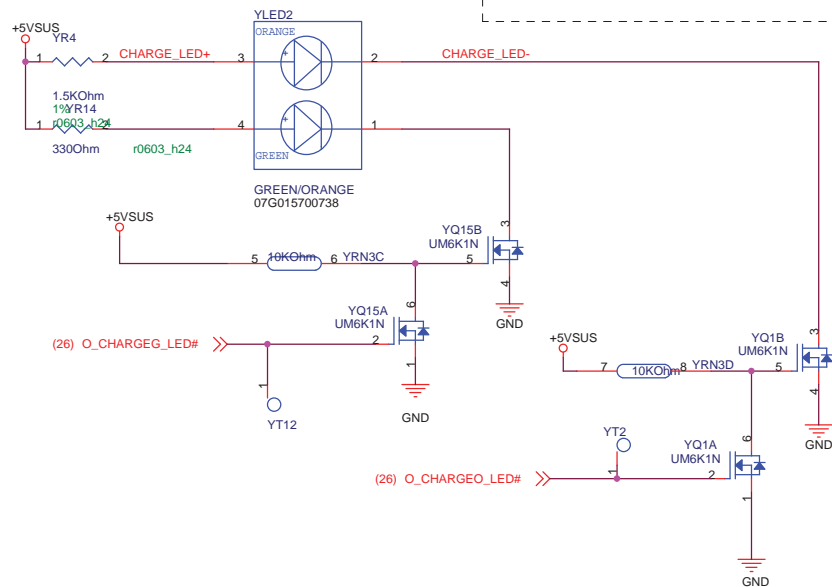 YLED2
+5VSUS
YR4
ORANGE
1 2 CHARGE_LED+ 3 + 2 CHARGE_LED-
1.5KOhm
1% YR14
r0603_h24
1 2 4 + 1
330Ohm r0603_h24
GREEN
GREEN/ORANGE
07G015700738
+5VSUS
YQ15B
UM6K1N
3
5 10KOhm 6 YRN3C 5
4
GND
6
YQ15A
UM6K1N
(26) O_CHARGEG_LED# 2
1
1
YT12
GND
+5VSUS
YQ1B
UM6K1N
3
7 10KOhm 8 YRN3D 5
4
GND
YT2
1
6
YQ1A
UM6K1N
(26) O_CHARGEO_LED# 2
1
GND